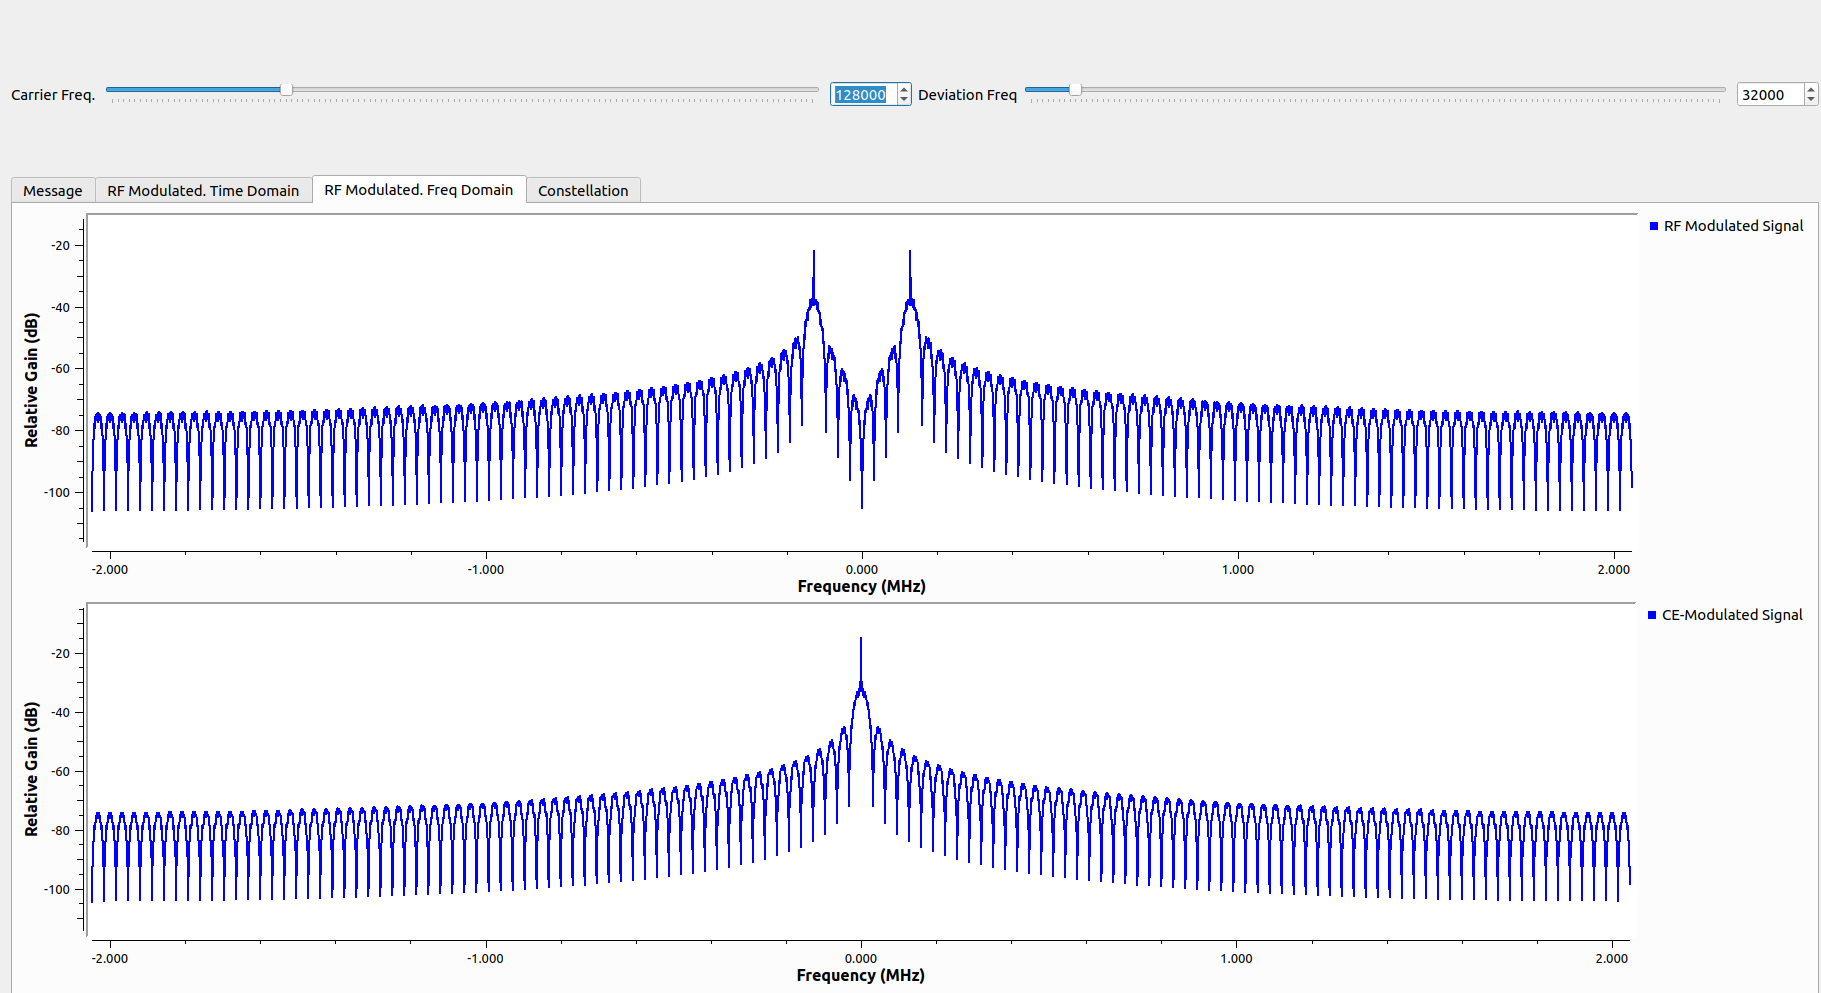 Carrier Freq. 128000 Deviation Freq 32000
Message RF Modulated. Time Domain RF Modulated. Freq Domain Constellation
RF Modulated Signal
-20
-40
-60
-80
-100
Relative Gain (dB)
-2.000 -1.000 0.000 1.000 2.000
Frequency (MHz)
CE-Modulated Signal
-20
-40
-60
-80
-100
Relative Gain (dB)
-2.000 -1.000 0.000 1.000 2.000
Frequency (MHz)